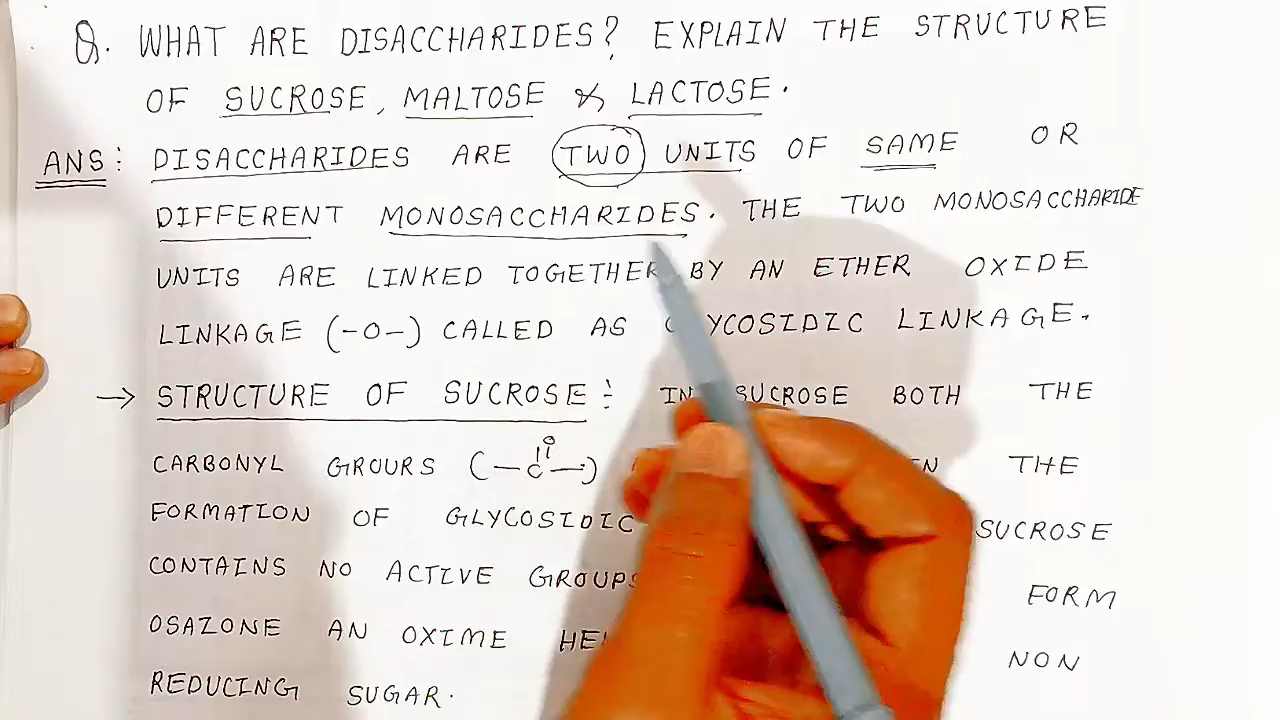 Q. WHAT ARE DISACCHARIDES? EXPLAIN THE STRUCTURE
OF SUCROSE, MALTOSE & LACTOSE.
ANS: DISACCHARIDES ARE TWO UNITS OF SAME OR
DIFFERENT MONOSACCHARIDES. THE TWO MONOSACCHARIDE
UNITS ARE LINKED TOGETHER BY AN ETHER OXIDE
LINKAGE (-O-) CALLED AS GLYCOSIDIC LINKAGE.
→ STRUCTURE OF SUCROSE: IN SUCROSE BOTH THE
CARBONYL GROURS (-C-) THE
O
FORMATION OF GLYCOSIDIC SUCROSE
CONTAINS NO ACTIVE GROUPS FORM
OSAZONE AN OXIME NON
REDUCING SUGAR.